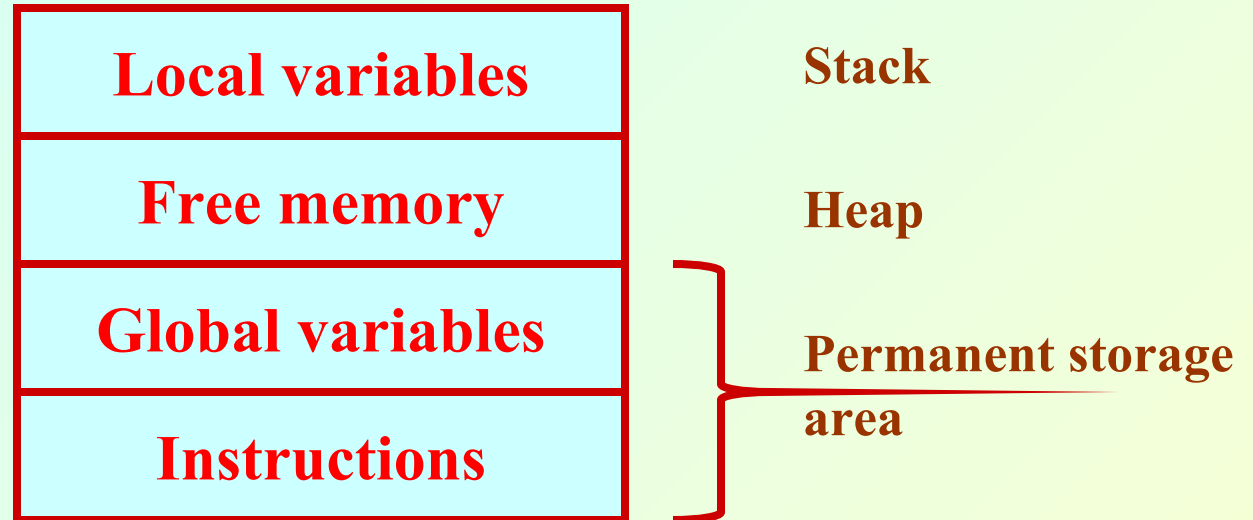 Local variables
Stack
Free memory
Heap
Global variables
Permanent storage
area
Instructions